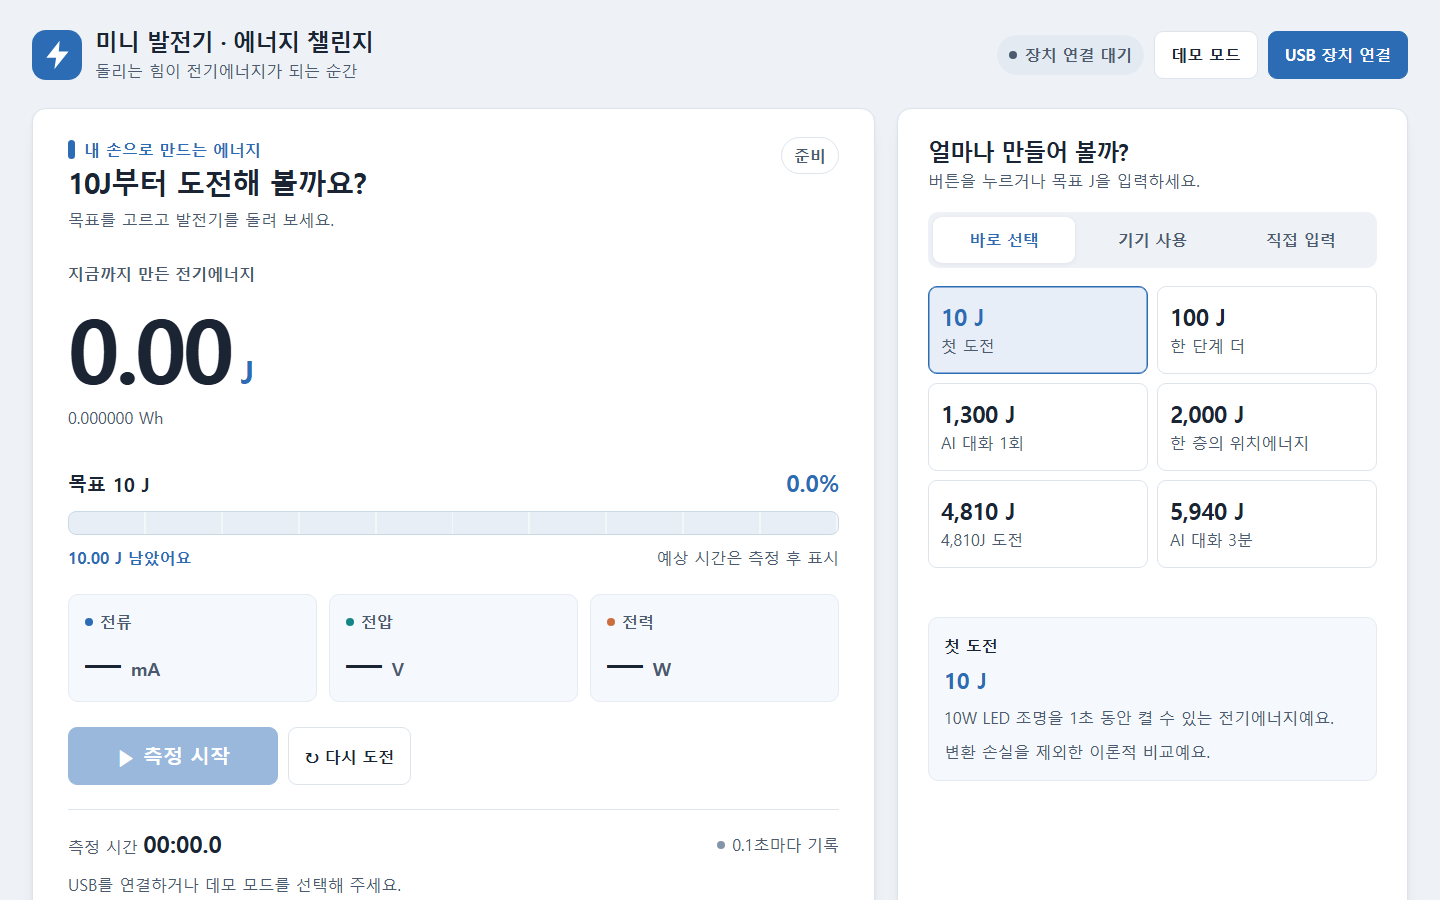 미니 발전기 · 에너지 챌린지
돌리는 힘이 전기에너지가 되는 순간
장치 연결 대기
데모 모드
USB 장치 연결
내 손으로 만드는 에너지
준비
10J부터 도전해 볼까요?
목표를 고르고 발전기를 돌려 보세요.
지금까지 만든 전기에너지
0.00 J
0.000000 Wh
목표 10 J
0.0%
10.00 J 남았어요
예상 시간은 측정 후 표시
전류
— mA
전압
— V
전력
— W
▶ 측정 시작
↻ 다시 도전
측정 시간 00:00.0
0.1초마다 기록
USB를 연결하거나 데모 모드를 선택해 주세요.
얼마나 만들어 볼까?
버튼을 누르거나 목표 J을 입력하세요.
바로 선택
기기 사용
직접 입력
10 J
첫 도전
100 J
한 단계 더
1,300 J
AI 대화 1회
2,000 J
한 층의 위치에너지
4,810 J
4,810J 도전
5,940 J
AI 대화 3분
첫 도전
10 J
10W LED 조명을 1초 동안 켤 수 있는 전기에너지예요.
변환 손실을 제외한 이론적 비교예요.